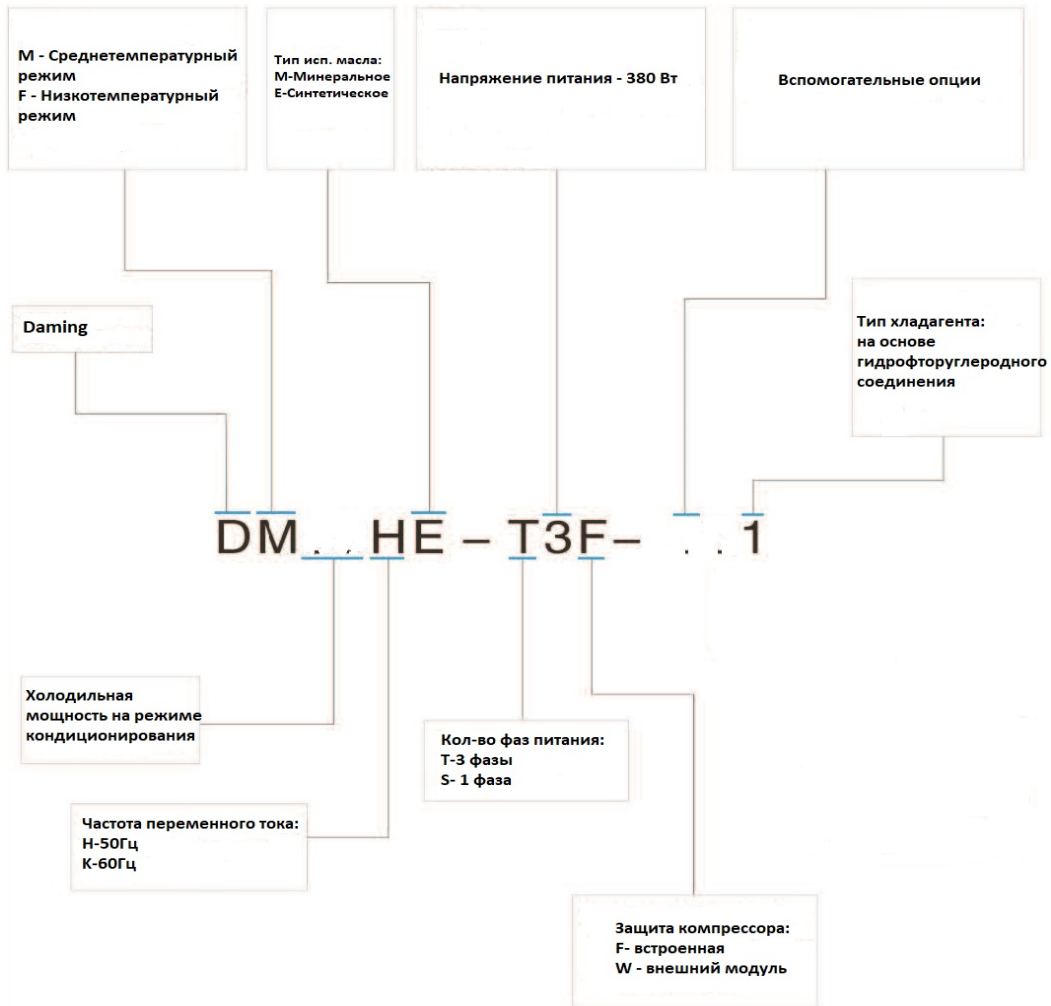 М - Среднетемпературный
режим
F - Низкотемпературный
режим
Тип исп. масла:
М-Минеральное
Е-Синтетическое
Напряжение питания - 380 Вт
Вспомогательные опции
Daming
Тип хладагента:
на основе
гидрофторуглеродного
соединения
DM . . HE – T3F – . . 1
Холодильная
мощность на режиме
кондиционирования
Кол-во фаз питания:
Т-3 фазы
S- 1 фаза
Частота переменного тока:
Н-50Гц
К-60Гц
Защита компрессора:
F- встроенная
W - внешний модуль